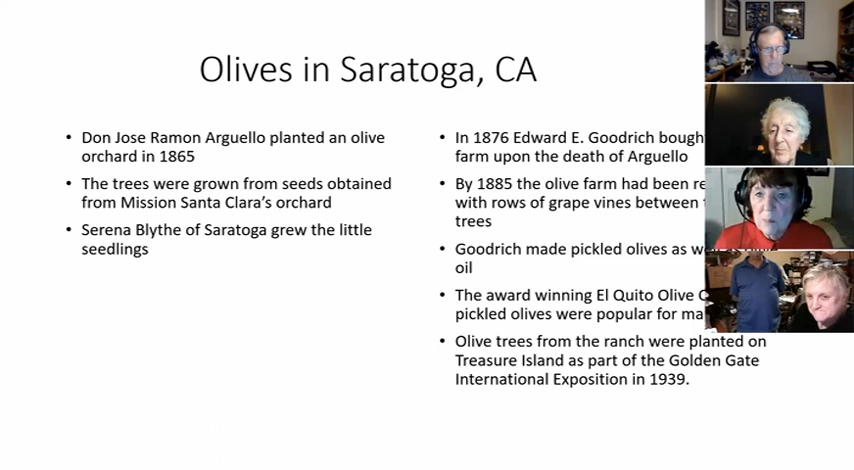 Olives in Saratoga, CA
• Don Jose Ramon Arguello planted an olive
orchard in 1865
• The trees were grown from seeds obtained
from Mission Santa Clara's orchard
• Serena Blythe of Saratoga grew the little
seedlings
• In 1876 Edward E. Goodrich bough
farm upon the death of Arguello
• By 1885 the olive farm had been re
with rows of grape vines between
trees
• Goodrich made pickled olives as
oil
• The award winning El Quito Olive
pickled olives were popular for
• Olive trees from the ranch were planted on
Treasure Island as part of the Golden Gate
International Exposition in 1939.